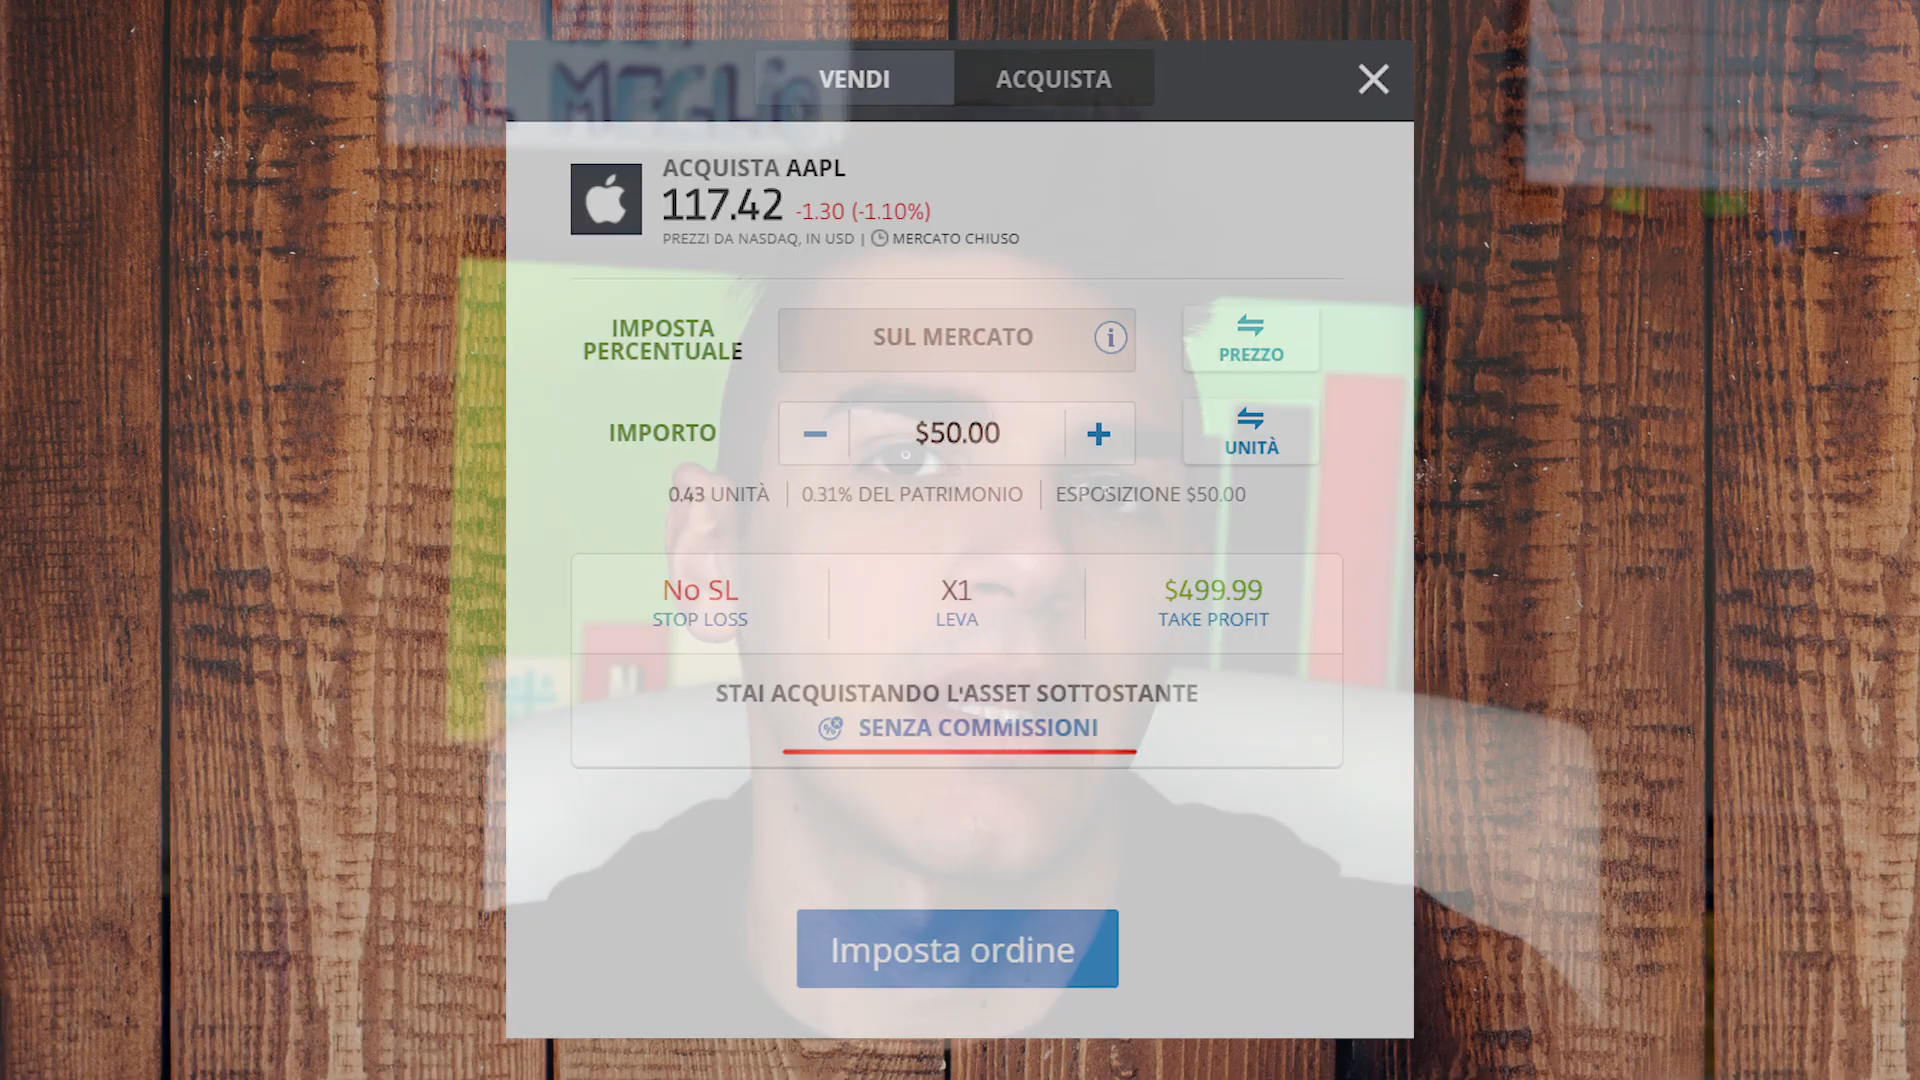 MEGLIO
VENDI
ACQUISTA
ACQUISTA AAPL
117.42 -1.30 (-1.10%)
PREZZI DA NASDAQ, IN USD | MERCATO CHIUSO
IMPOSTA
PERCENTUALE
SUL MERCATO
PREZZO
IMPORTO
$50.00
UNITÀ
0.43 UNITÀ | 0.31% DEL PATRIMONIO | ESPOSIZIONE $50.00
No SL
STOP LOSS
X1
LEVA
$499.99
TAKE PROFIT
STAI ACQUISTANDO L'ASSET SOTTOSTANTE
SENZA COMMISSIONI
Imposta ordine